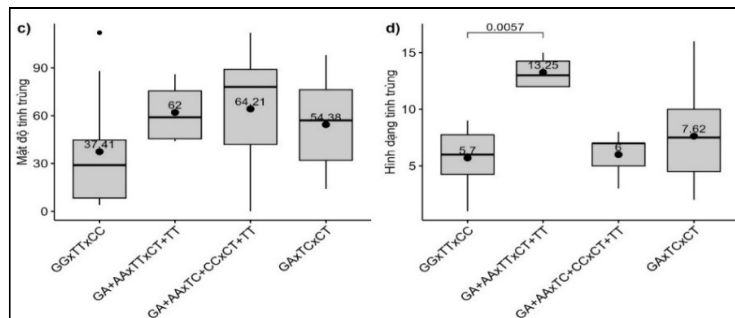 c)
Mật độ tinh trùng
90
60
30
0
37.41
62
64.21
54.38
GGxTTxCC
GA+AAxTTxCT+TT
GA+AAxTC+CCxCT+TT
GAxTCxCT
d)
Hình dạng tinh trùng
15
10
5
0.0057
5.7
13.25
6
7.62
GGxTTxCC
GA+AAxTTxCT+TT
GA+AAxTC+CCxCT+TT
GAxTCxCT